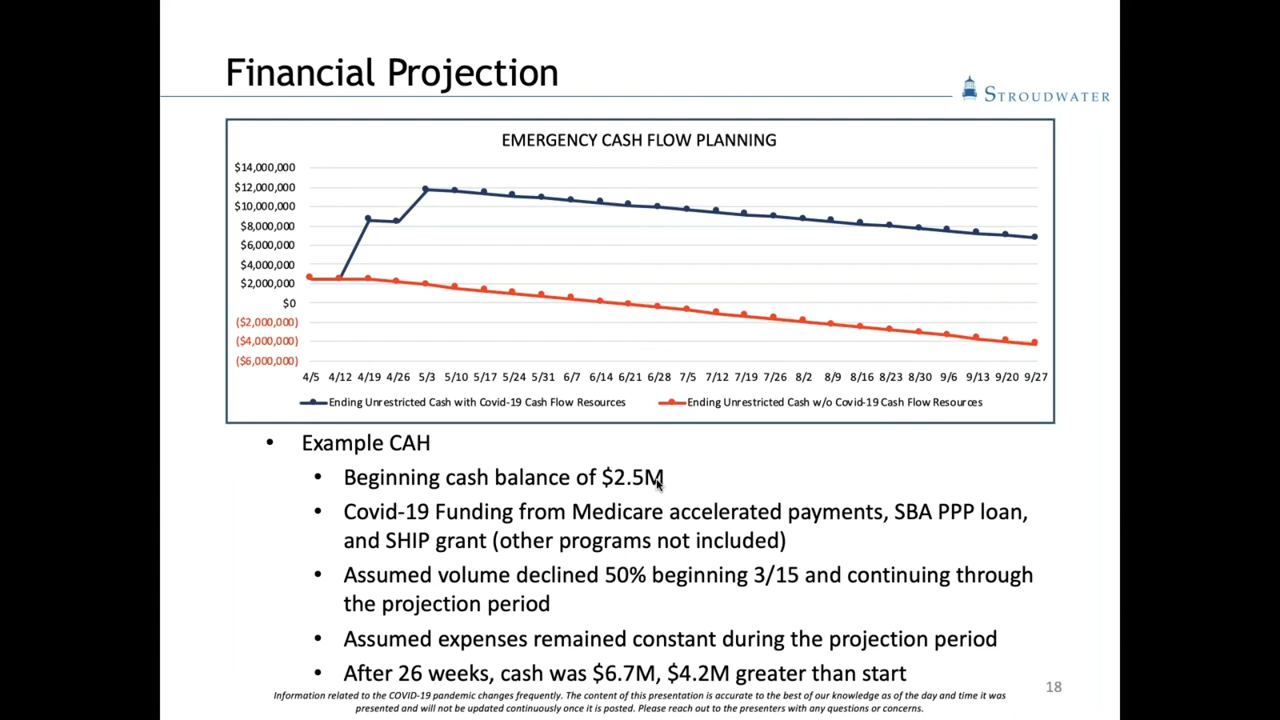 Financial Projection
STROUDWATER
EMERGENCY CASH FLOW PLANNING
$14,000,000
$12,000,000
$10,000,000
$8,000,000
$6,000,000
$4,000,000
$2,000,000
$0
($2,000,000)
($4,000,000)
($6,000,000)
4/5 4/12 4/19 4/26 5/3 5/10 5/17 5/24 5/31 6/7 6/14 6/21 6/28 7/5 7/12 7/19 7/26 8/2 8/9 8/16 8/23 8/30 9/6 9/13 9/20 9/27
Ending Unrestricted Cash with Covid-19 Cash Flow Resources Ending Unrestricted Cash w/o Covid-19 Cash Flow Resources
• Example CAH
• Beginning cash balance of $2.5M
• Covid-19 Funding from Medicare accelerated payments, SBA PPP loan,
and SHIP grant (other programs not included)
• Assumed volume declined 50% beginning 3/15 and continuing through
the projection period
• Assumed expenses remained constant during the projection period
• After 26 weeks, cash was $6.7M, $4.2M greater than start
18
Information related to the COVID-19 pandemic changes frequently. The content of this presentation is accurate to the best of our knowledge as of the day and time it was
presented and will not be updated continuously once it is posted. Please reach out to the presenters with any questions or concerns.